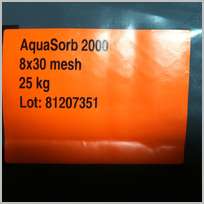 AquaSorb 2000
8x30 mesh
25 kg
Lot: 81207351